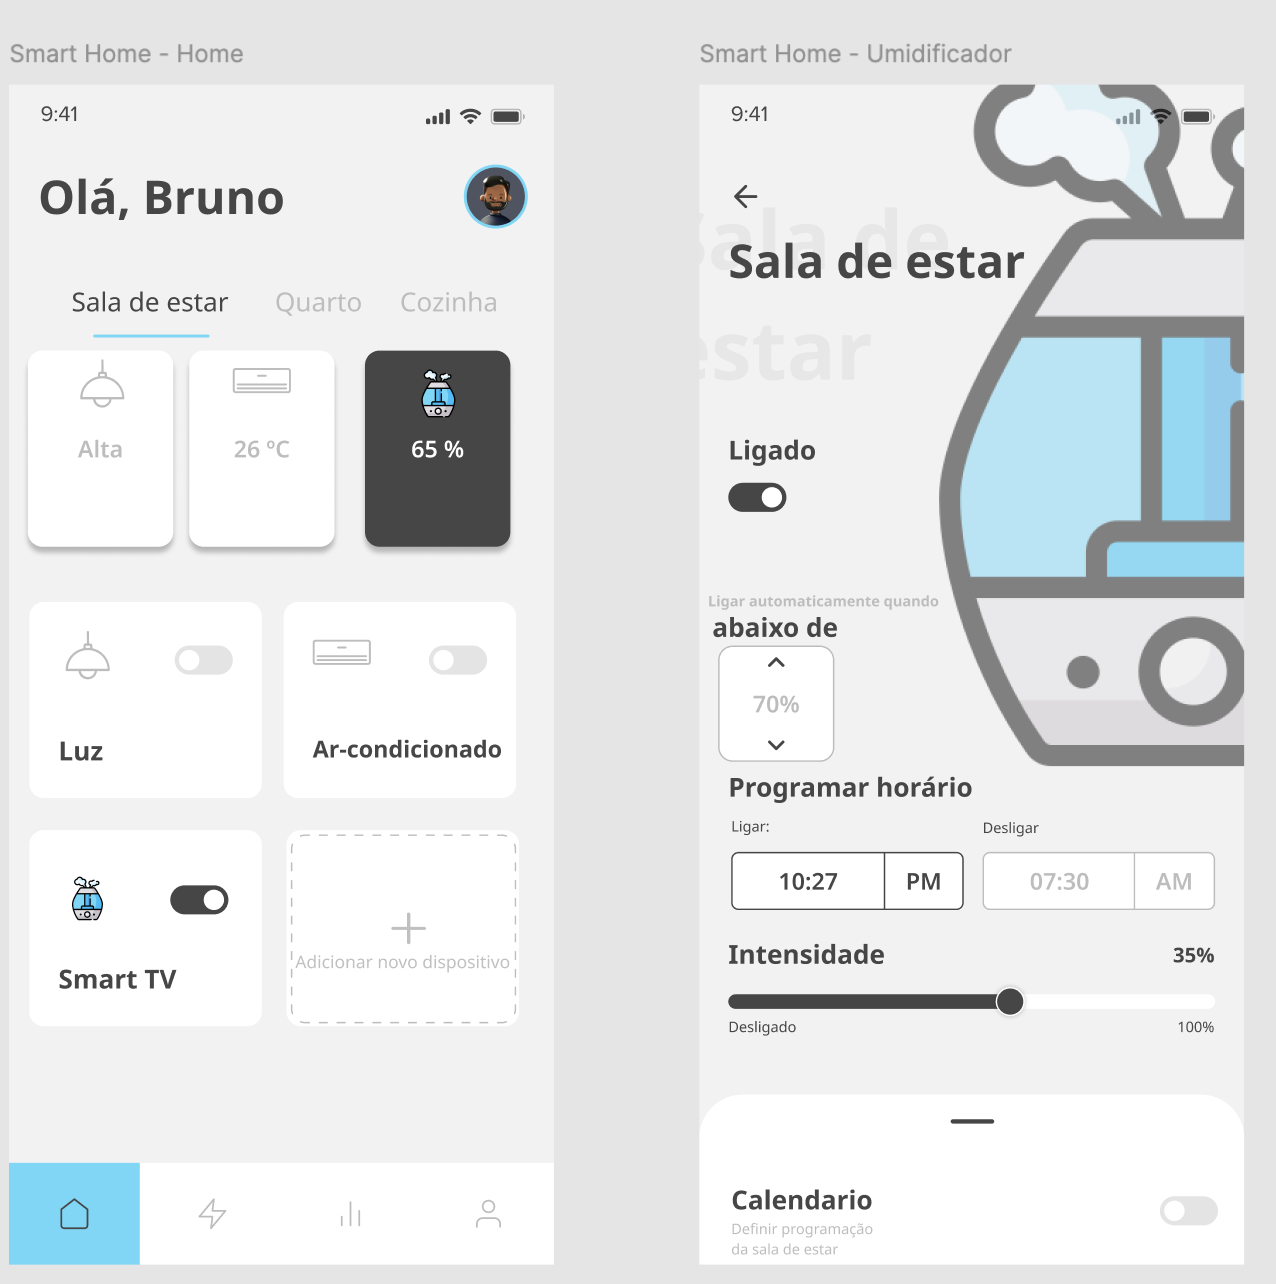 Smart Home - Home
9:41
Olá, Bruno
Sala de estar Quarto Cozinha
Alta 26 °C 65 %
Luz Ar-condicionado
Smart TV Adicionar novo dispositivo
Smart Home - Umidificador
9:41
Sala de
Sala de estar
estar
Ligado
Ligar automaticamente quando
abaixo de
70%
Programar horário
Ligar: Desligar
10:27 PM 07:30 AM
Intensidade 35%
Desligado 100%
Calendario
Definir programação
da sala de estar